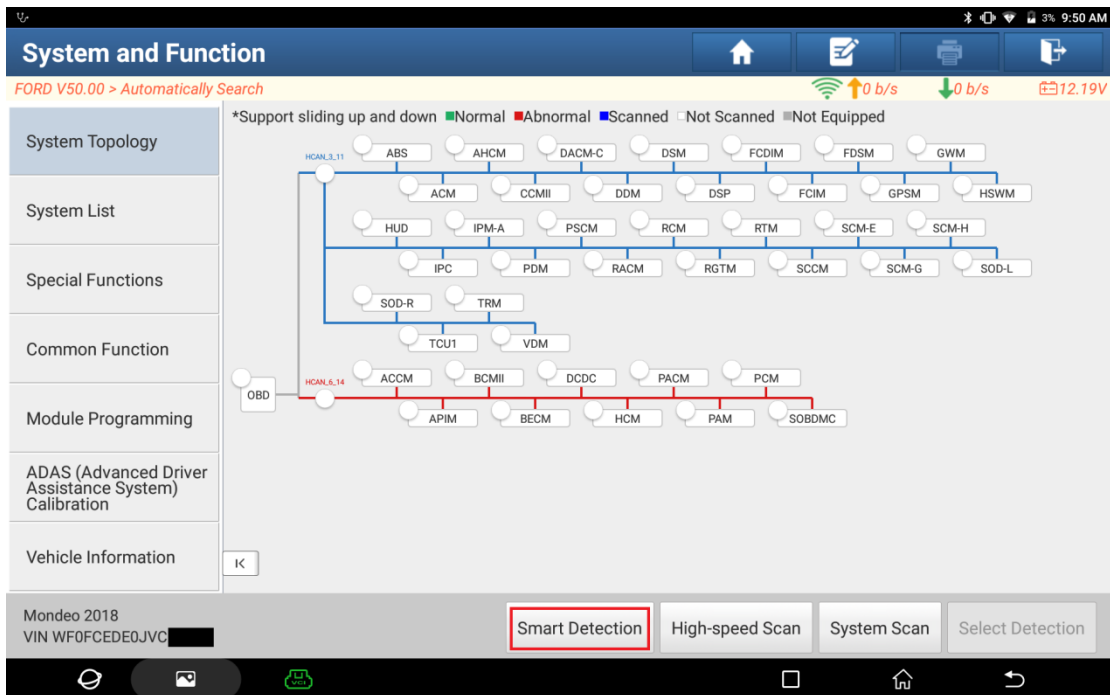 3% 9:50 AM
System and Function
FORD V50.00 > Automatically Search
0 b/s 0 b/s 12.19V
System Topology
System List
Special Functions
Common Function
Module Programming
ADAS (Advanced Driver
Assistance System)
Calibration
Vehicle Information
*Support sliding up and down Normal Abnormal Scanned Not Scanned Not Equipped
HCAN_3_11 ABS AHCM DACM-C DSM FCDIM FDSM GWM
ACM CCMII DDM DSP FCIM GPSM HSWM
HUD IPM-A PSCM RCM RTM SCM-E SCM-H
IPC PDM RACM RGTM SCCM SCM-G SOD-L
SOD-R TRM
TCU1 VDM
OBD HCAN_6_14 ACCM BCMII DCDC PACM PCM
APIM BECM HCM PAM SOBDMC
Mondeo 2018
VIN WF0FCEDE0JVC
Smart Detection High-speed Scan System Scan Select Detection
VCI